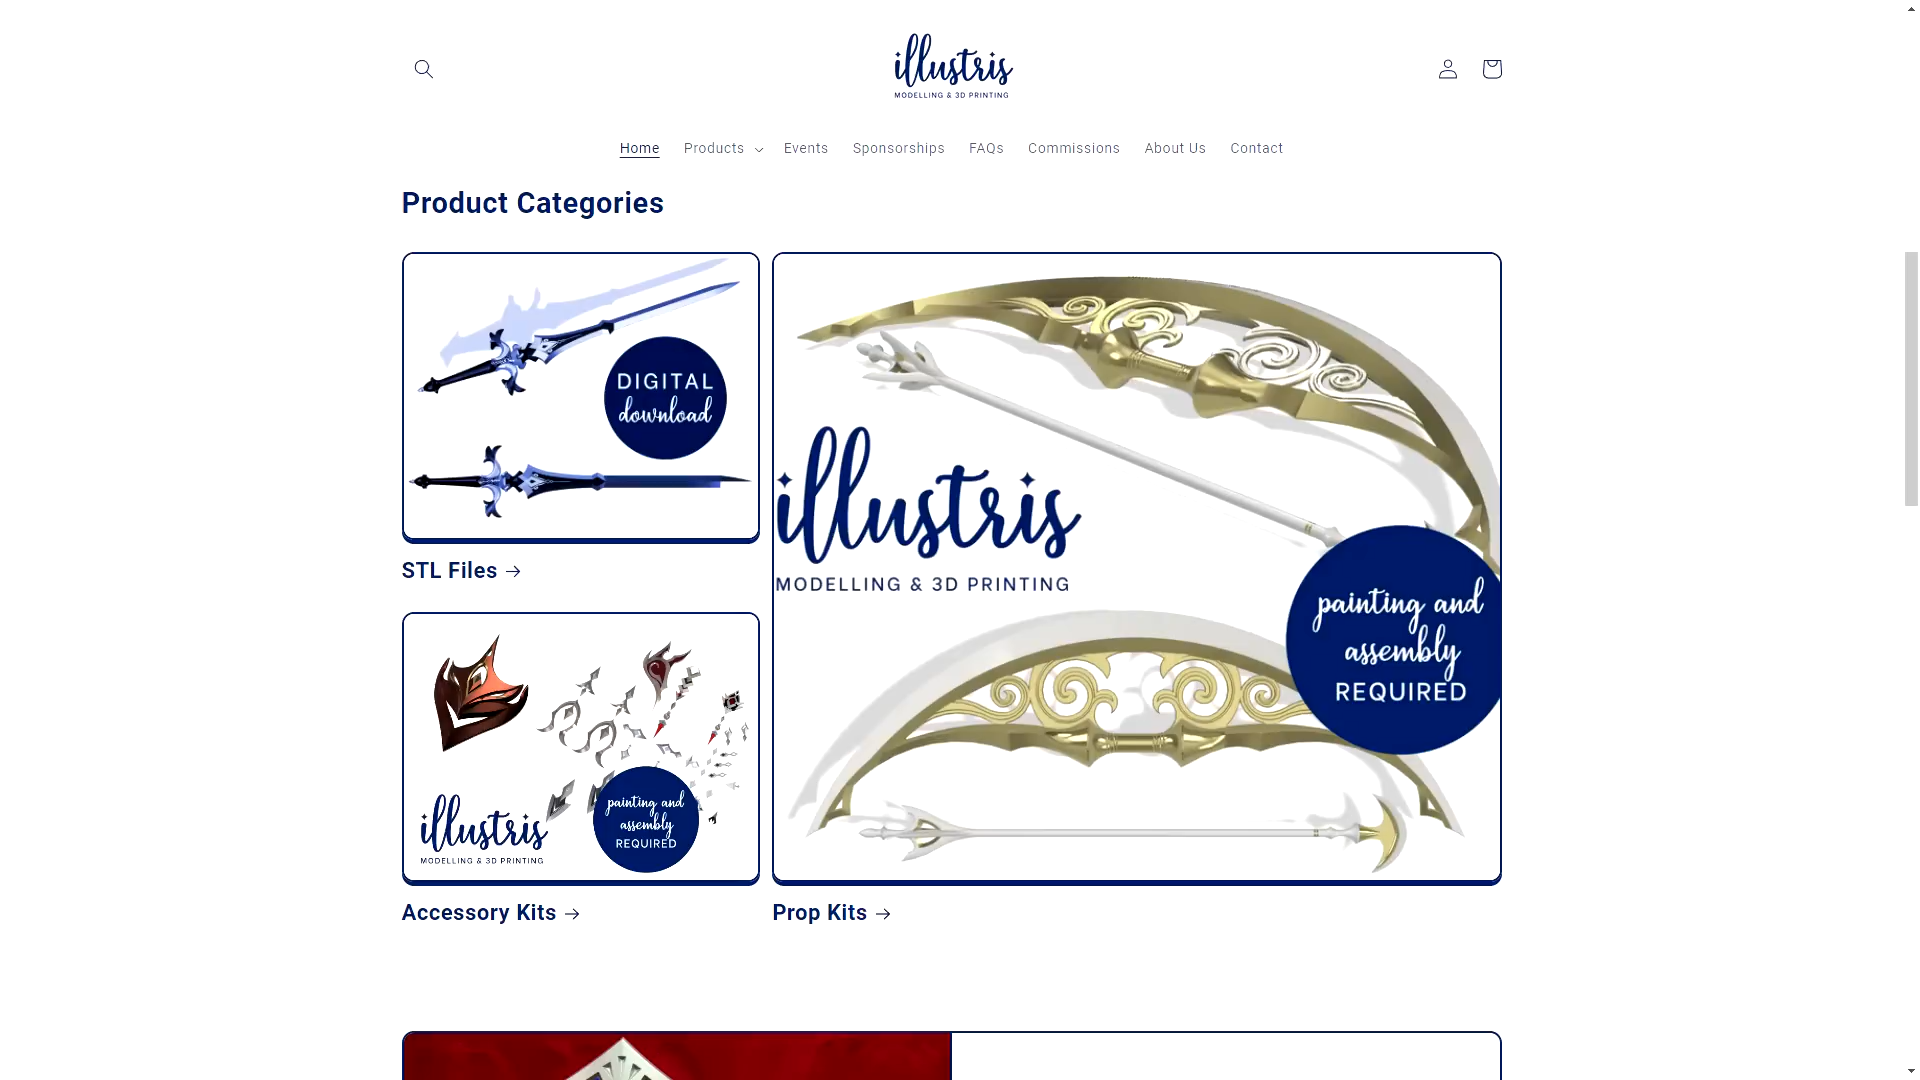 illustris
MODELLING & 3D PRINTING
Home Products Events Sponsorships FAQs Commissions About Us Contact
Product Categories
DIGITAL
download
STL Files
illustris
MODELLING & 3D PRINTING
painting and
assembly
REQUIRED
Accessory Kits
illustris
MODELLING & 3D PRINTING
painting and
assembly
REQUIRED
Prop Kits